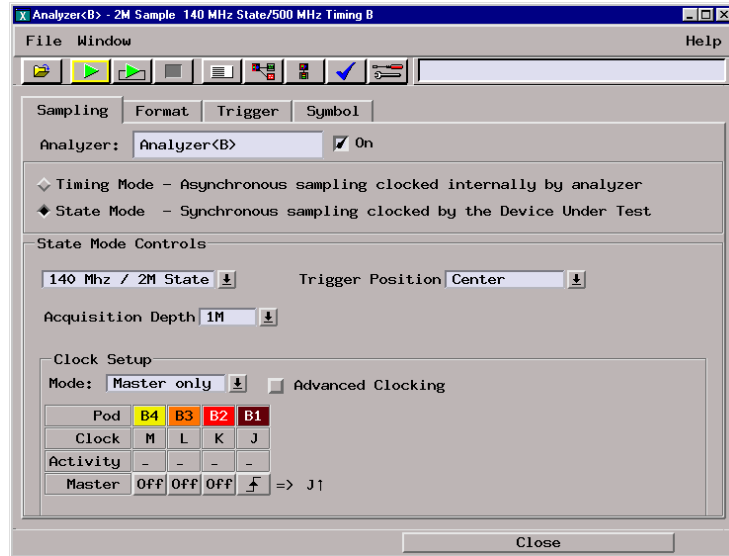 Analyzer<B> - 2M Sample 140 MHz State/500 MHz Timing B
File Window Help
Sampling Format Trigger Symbol
Analyzer: Analyzer<B> On
Timing Mode - Asynchronous sampling clocked internally by analyzer
State Mode - Synchronous sampling clocked by the Device Under Test
State Mode Controls
140 Mhz / 2M State Trigger Position Center
Acquisition Depth 1M
Clock Setup
Mode: Master only Advanced Clocking
Pod B4 B3 B2 B1
Clock M L K J
Activity - - - -
Master Off Off Off => J↑
Close